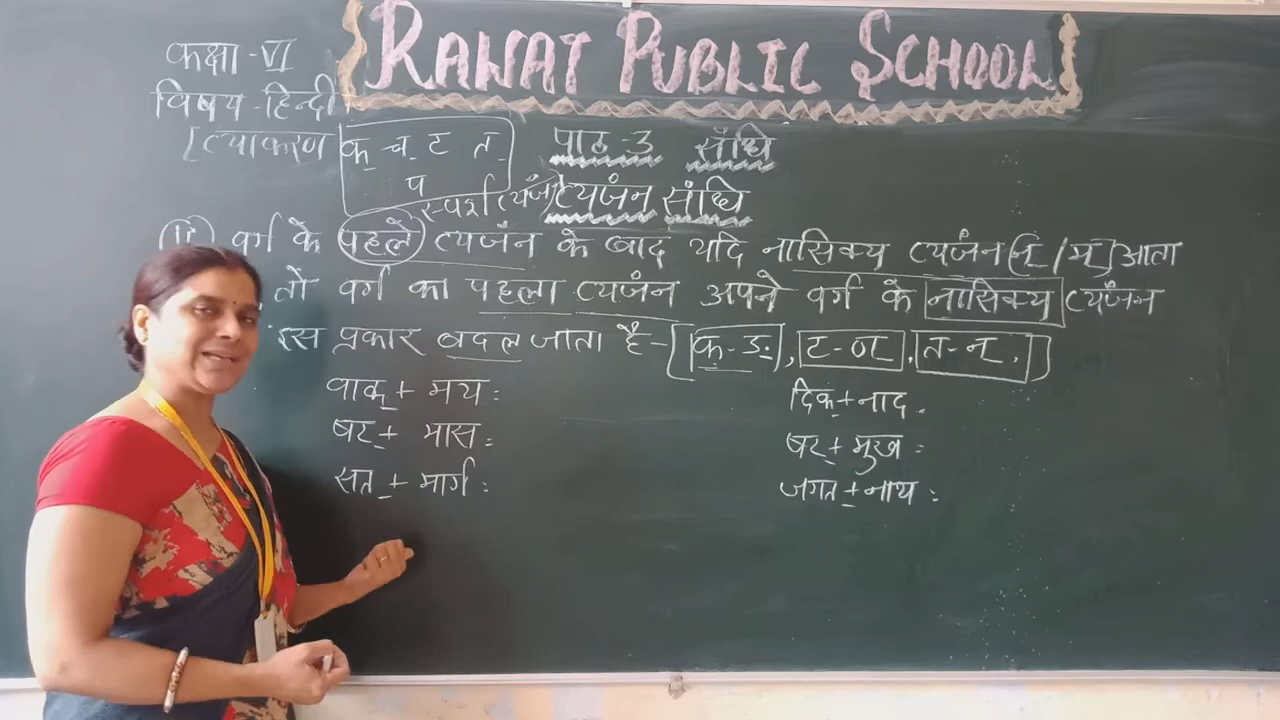 RAWAT PUBLIC SCHOOL
कक्षा - VI
विषय - हिन्दी
[व्याकरण
क् च् ट त्
प
स्पर्श व्यंजन
पाठ-3 संधि
व्यंजन संधि
(ii) वर्ग के पहले व्यंजन के बाद यदि नासिक्य व्यंजन (न् / म्) आता
तो वर्ग का पहला व्यंजन अपने वर्ग के नासिक्य व्यंजन
इस प्रकार बदल जाता है - [क् - ङ्, ट - ण्, त - न्]
वाक् + मय =
षट् + मास =
सत् + मार्ग =
दिक् + नाद =
षट् + मुख =
जगत् + नाथ =